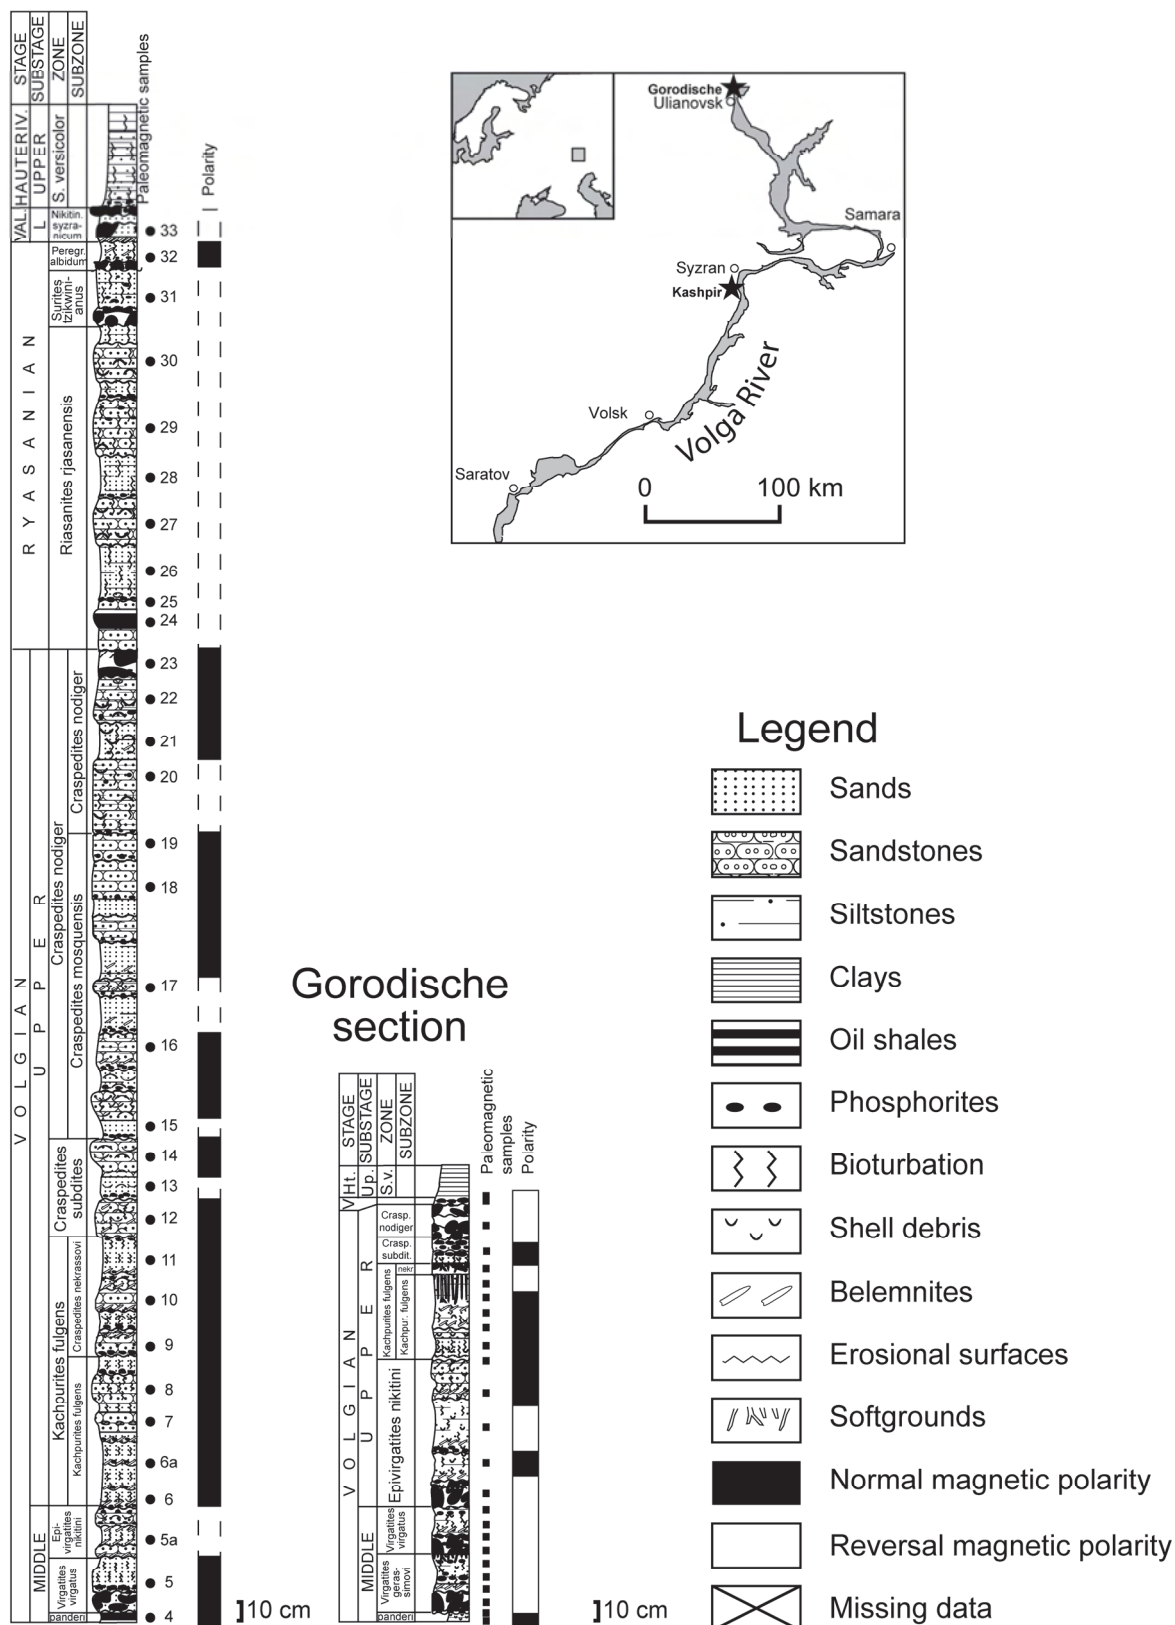 STAGE
SUBSTAGE
ZONE
SUBZONE
Paleomagnetic samples
Polarity
HAUTERIV.
UPPER
S. versicolor
VAL.
L
Nikitin.
syzra-
nicum
33
Peregr.
albidum
32
Surites
tzikwini-
anus
31
RYASANIAN
Riasanites rjasanensis
30
29
28
27
26
25
24
VOLGIAN
UPPER
Craspedites nodiger
Craspedites nodiger
23
22
21
20
Craspedites mosquensis
19
18
17
16
15
Craspedites
subdites
14
13
12
Kachpurites fulgens
Craspedites nekrassovi
11
10
9
Kachpurites fulgens
8
7
6a
6
MIDDLE
Epi-
virgatites
nikitini
5a
Virgatites
virgatus
5
panderi
4
10 cm
Gorodische
Ulianovsk
Samara
Syzran
Kashpir
Volsk
Volga River
Saratov
0 100 km
Gorodische
section
STAGE
SUBSTAGE
ZONE
SUBZONE
Paleomagnetic
samples
Polarity
V
Ht.
Up.
S.v.
VOLGIAN
UPPER
Crasp.
nodiger
Crasp.
subdit.
Kachpurites fulgens
nekr
Kachpur. fulgens
Epivirgatites nikitini
MIDDLE
Virgatites
virgatus
Virgatites
geras-
simovi
panderi
10 cm
Legend
Sands
Sandstones
Siltstones
Clays
Oil shales
Phosphorites
Bioturbation
Shell debris
Belemnites
Erosional surfaces
Softgrounds
Normal magnetic polarity
Reversal magnetic polarity
Missing data